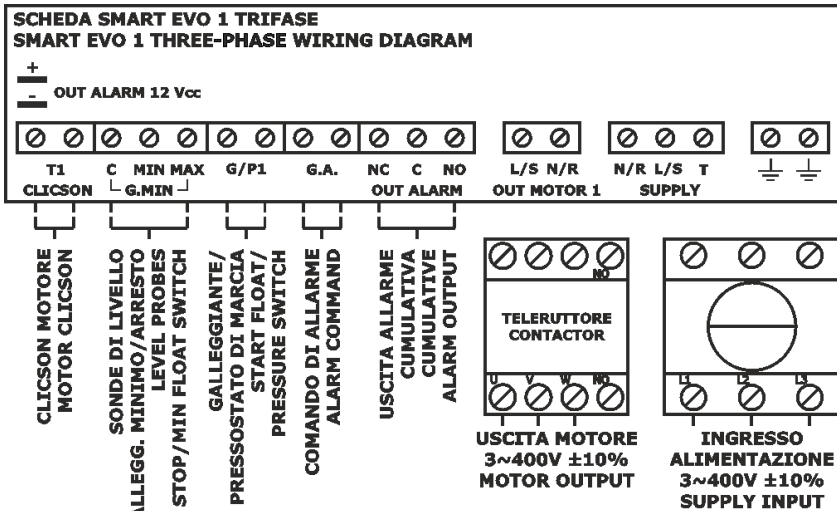 SCHEDA SMART EVO 1 TRIFASE
SMART EVO 1 THREE-PHASE WIRING DIAGRAM
+
- OUT ALARM 12 Vcc
T1 C MIN MAX G/P1 G.A. NC C NO L/S N/R N/R L/S T
CLICSON G.MIN OUT ALARM OUT MOTOR 1 SUPPLY
CLICSON MOTORE
MOTOR CLICSON
SONDE DI LIVELLO
ALLEGG. MINIMO/ARRESTO
LEVEL PROBES
STOP/MIN FLOAT SWITCH
GALLEGGIANTE/
PRESSOSTATO DI MARCIA
START FLOAT/
PRESSURE SWITCH
COMANDO DI ALLARME
ALARM COMMAND
USCITA ALLARME
CUMULATIVA
CUMULATIVE
ALARM OUTPUT
NO
TELERUTTORE
CONTACTOR
U V W NO
USCITA MOTORE
3~400V ±10%
MOTOR OUTPUT
L1 L2 L3
INGRESSO
ALIMENTAZIONE
3~400V ±10%
SUPPLY INPUT